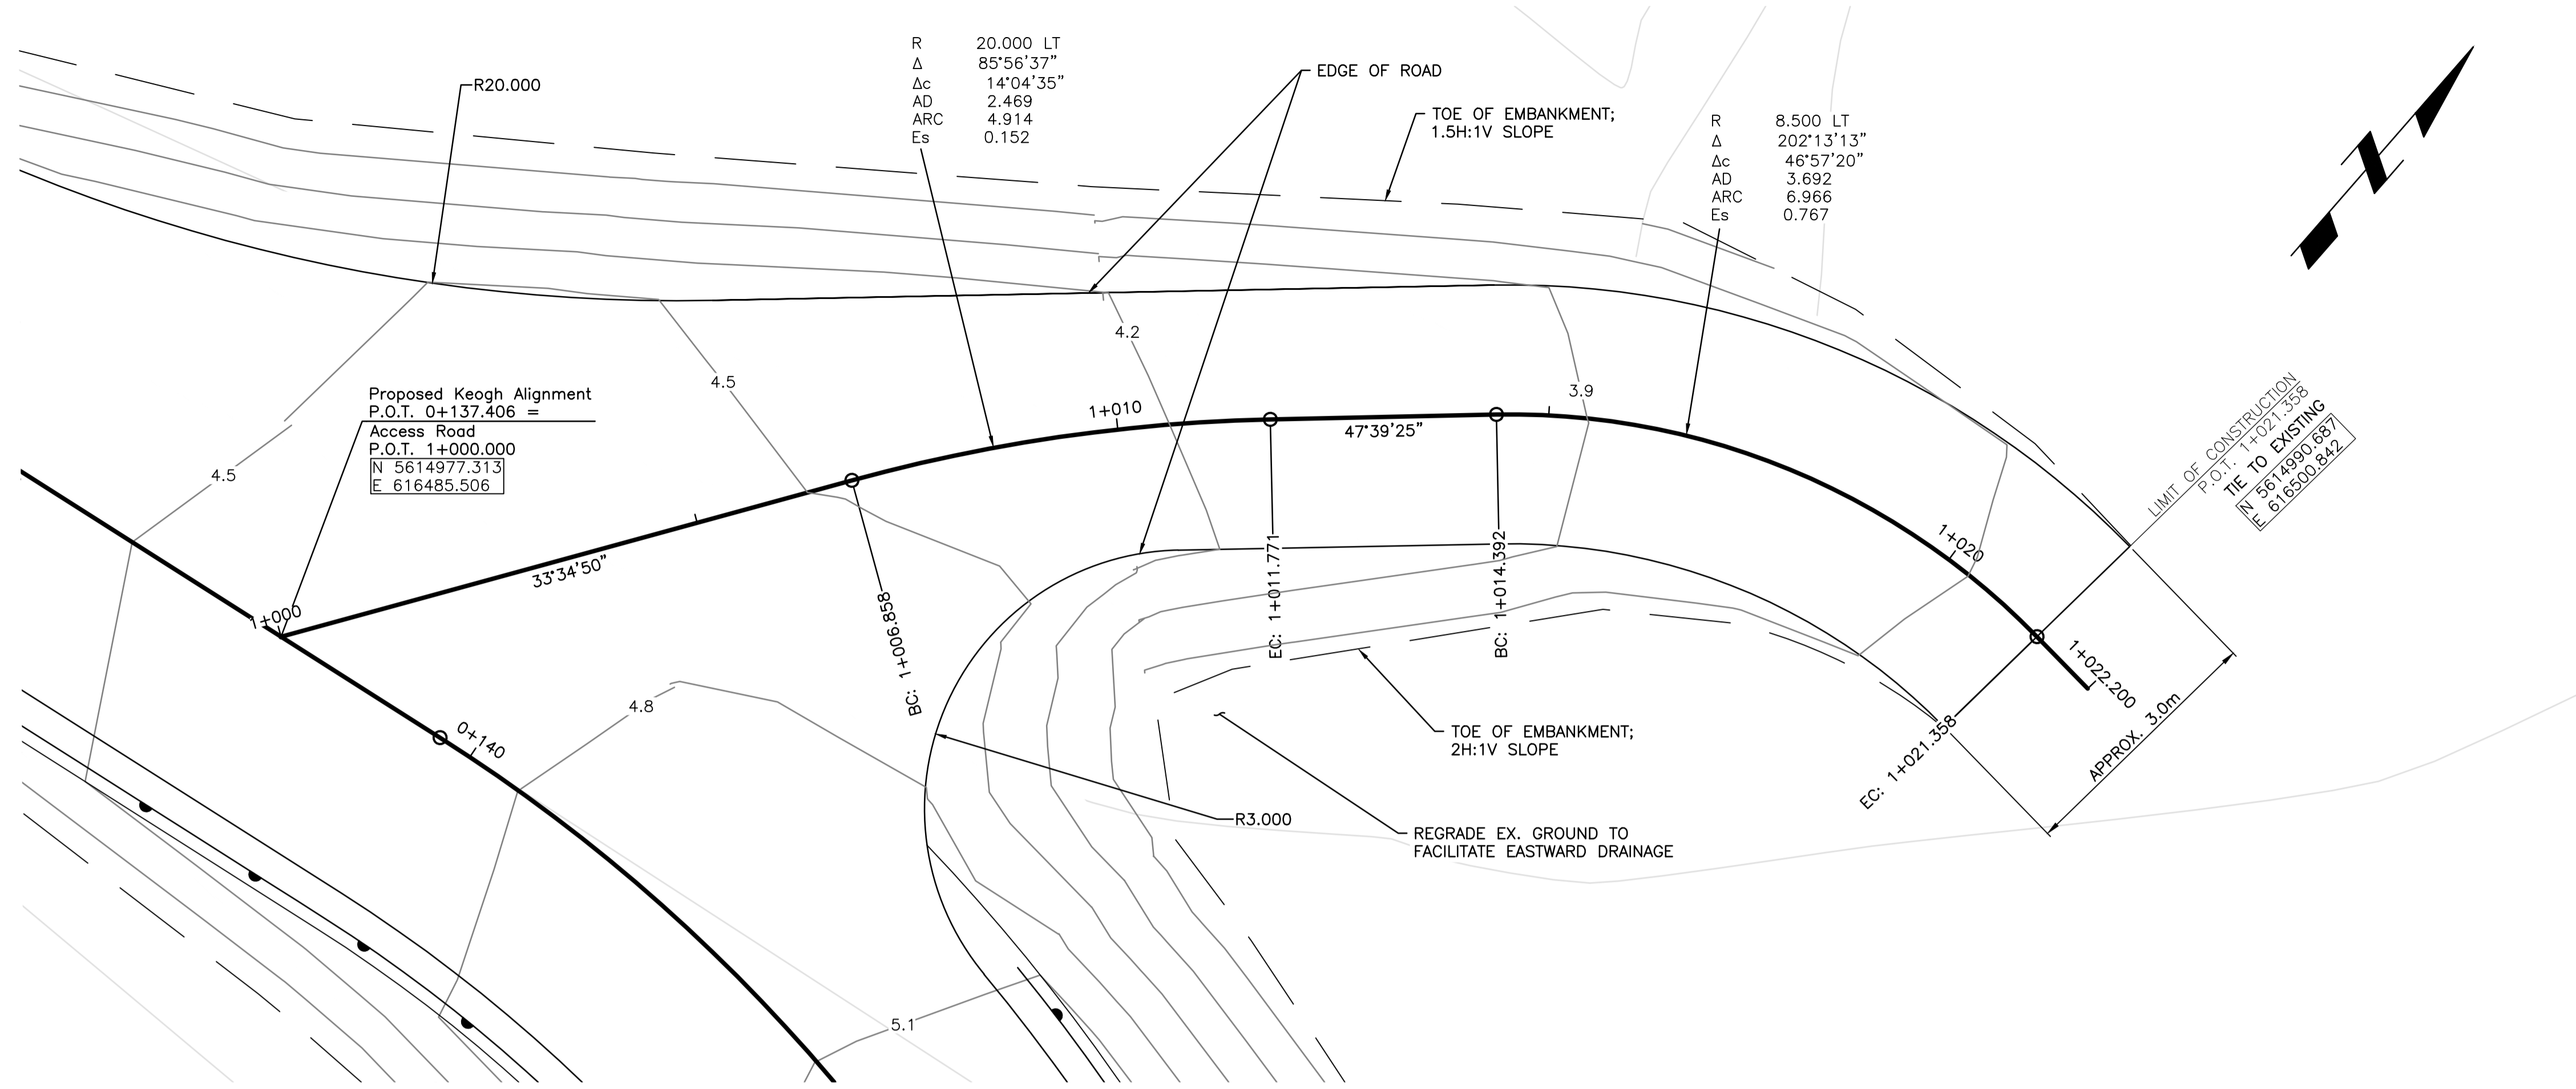 R20.000
R 20.000 LT
Δ 85°56'37"
Δc 14°04'35"
AD 2.469
ARC 4.914
Es 0.152
EDGE OF ROAD
TOE OF EMBANKMENT;
1.5H:1V SLOPE
R 8.500 LT
Δ 202°13'13"
Δc 46°57'20"
AD 3.692
ARC 6.966
Es 0.767
4.2
4.5
3.9
Proposed Keogh Alignment
P.O.T. 0+137.406 =
Access Road
P.O.T. 1+000.000
N 5614977.313
E 616485.506
4.5
1+010
47°39'25"
LIMIT OF CONSTRUCTION
P.O.T. 1+021.358
TIE TO EXISTING
N 5614990.687
E 616500.842
1+020
33°34'50"
1+000
BC: 1+006.858
EC: 1+011.771
BC: 1+014.392
1+022.200
EC: 1+021.358
APPROX. 3.0m
4.8
0+140
TOE OF EMBANKMENT;
2H:1V SLOPE
R3.000
REGRADE EX. GROUND TO
FACILITATE EASTWARD DRAINAGE
5.1